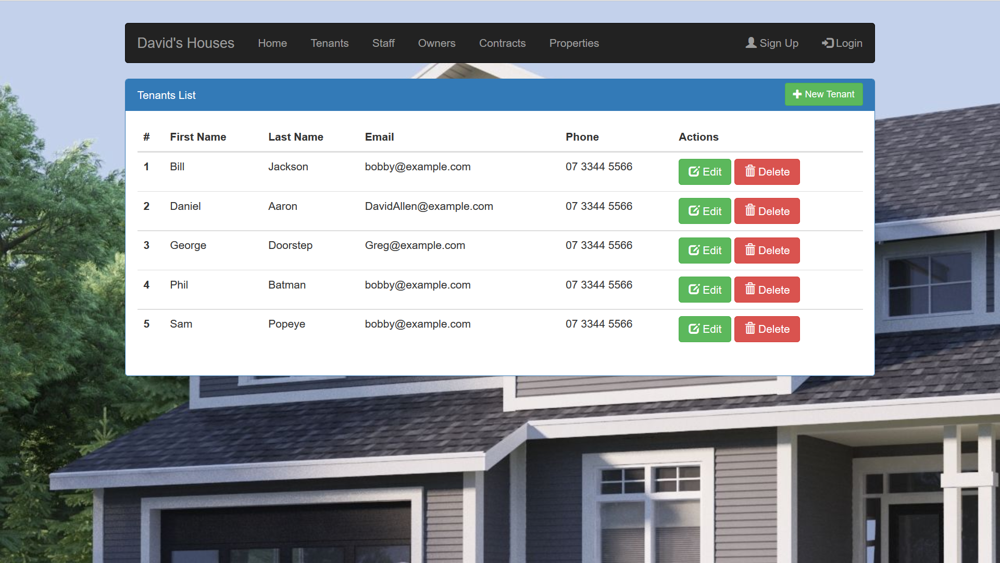 David's Houses Home Tenants Staff Owners Contracts Properties Sign Up Login
Tenants List New Tenant
# First Name Last Name Email Phone Actions
1 Bill Jackson bobby@example.com 07 3344 5566 Edit Delete
2 Daniel Aaron DavidAllen@example.com 07 3344 5566 Edit Delete
3 George Doorstep Greg@example.com 07 3344 5566 Edit Delete
4 Phil Batman bobby@example.com 07 3344 5566 Edit Delete
5 Sam Popeye bobby@example.com 07 3344 5566 Edit Delete